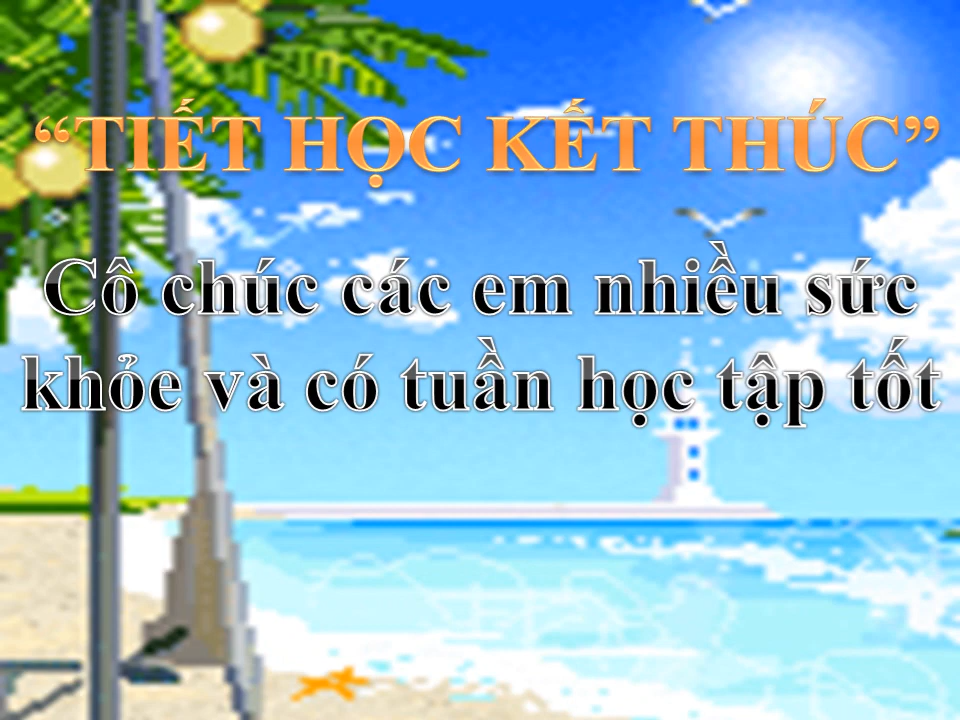 “TIẾT HỌC KẾT THÚC”
Cô chúc các em nhiều sức
khỏe và có tuần học tập tốt